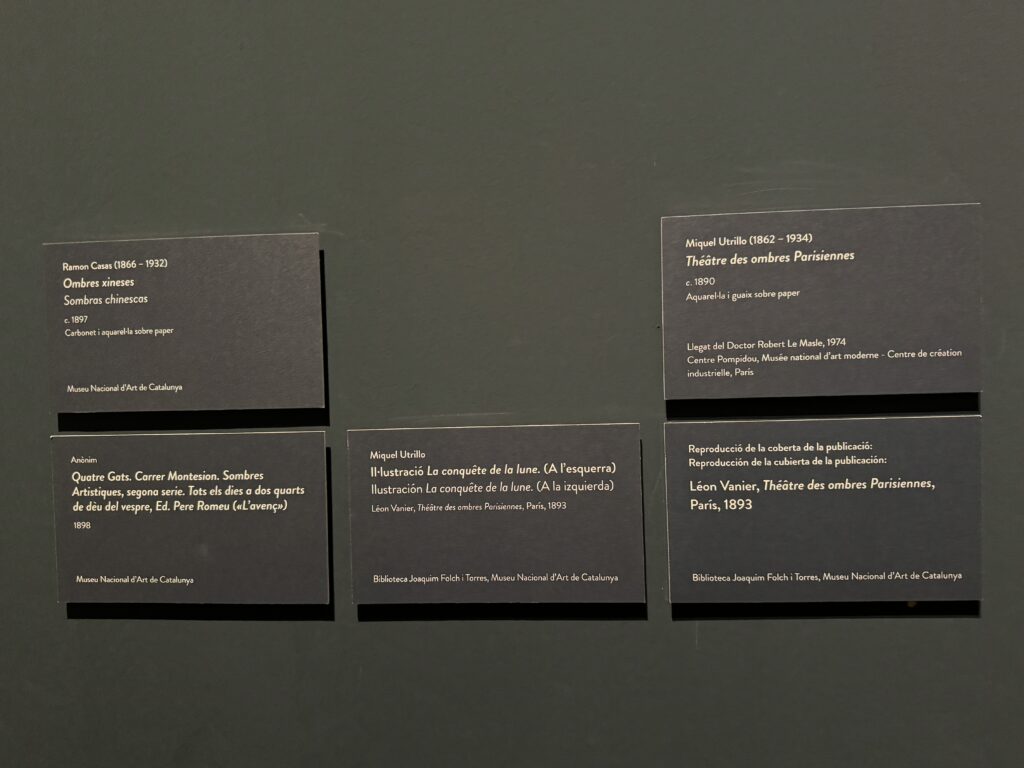 Ramon Casas (1866 – 1932)
Ombres xineses
Sombras chinescas
c. 1897
Carbonet i aquarel·la sobre paper
Museu Nacional d'Art de Catalunya
Miquel Utrillo (1862 – 1934)
Théâtre des ombres Parisiennes
c. 1890
Aquarel·la i guaix sobre paper
Llegat del Doctor Robert Le Masle, 1974
Centre Pompidou, Musée national d'art moderne - Centre de création
industrielle, París
Anònim
Quatre Gats. Carrer Montesion. Sombres
Artistiques, segona serie. Tots els dies a dos quarts
de dèu del vespre, Ed. Pere Romeu («L'avenç»)
1898
Museu Nacional d'Art de Catalunya
Miquel Utrillo
Il·lustració La conquête de la lune. (A l'esquerra)
Ilustración La conquête de la lune. (A la izquierda)
Léon Vanier, Théâtre des ombres Parisiennes, París, 1893
Biblioteca Joaquim Folch i Torres, Museu Nacional d'Art de Catalunya
Reproducció de la coberta de la publicació:
Reproducción de la cubierta de la publicación:
Léon Vanier, Théâtre des ombres Parisiennes,
París, 1893
Biblioteca Joaquim Folch i Torres, Museu Nacional d'Art de Catalunya